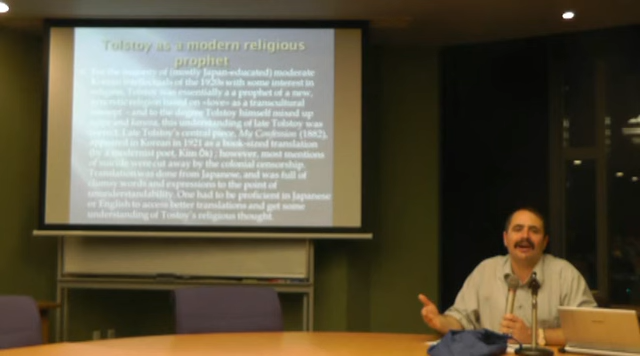 Tolstoy as a modern religious
prophet
For the majority of (mostly Japan-educated) moderate
intellectuals of the 1920s with some interest in
religion, Tolstoy was essentially a a prophet of a new,
religion based on «love» as a transcultural
concept - and to the degree Tolstoy himself mixed up
and this understanding of late Tolstoy was
correct. Late Tolstoy's central piece, My Confession (1882),
appeared in Korean in 1921 as a book-sized translation
(by a modernist poet, Kim Ŏk) ; however, most mentions
of were cut away by the colonial censorship.
Translation was done from Japanese, and was full of
clumsy words and expressions to the point of
ununderstandability. One had to be proficient in Japanese
or English to access better translations and get some
understanding of Tostoy's religious thought.